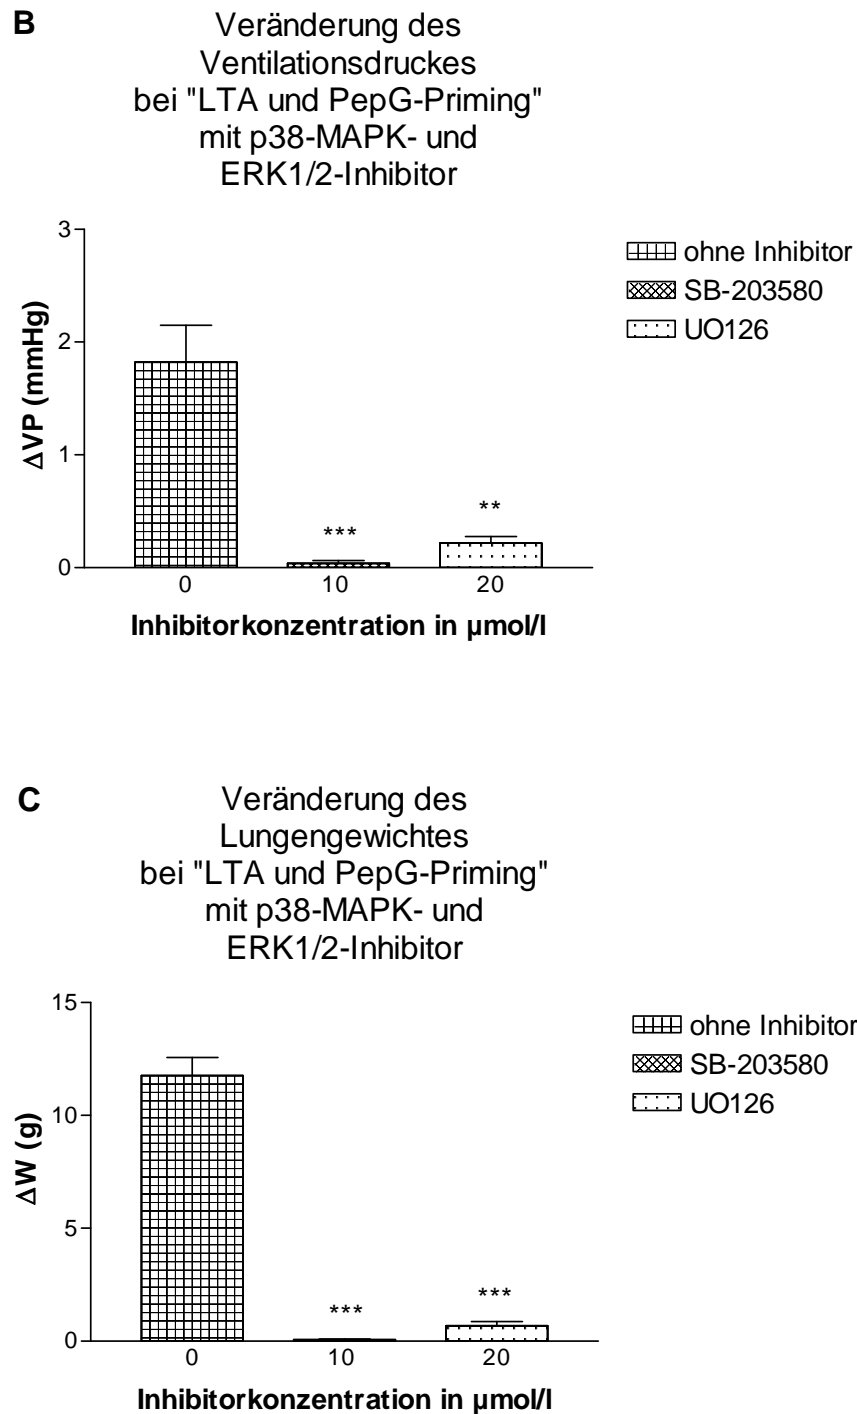 B
Veränderung des
Ventilationsdruckes
bei "LTA und PepG-Priming"
mit p38-MAPK- und
ERK1/2-Inhibitor
3
2
1
0
ΔVP (mmHg)
***
**
0 10 20
Inhibitorkonzentration in µmol/l
ohne Inhibitor
SB-203580
UO126
C
Veränderung des
Lungengewichtes
bei "LTA und PepG-Priming"
mit p38-MAPK- und
ERK1/2-Inhibitor
15
10
5
0
ΔW (g)
***
***
0 10 20
Inhibitorkonzentration in µmol/l
ohne Inhibitor
SB-203580
UO126